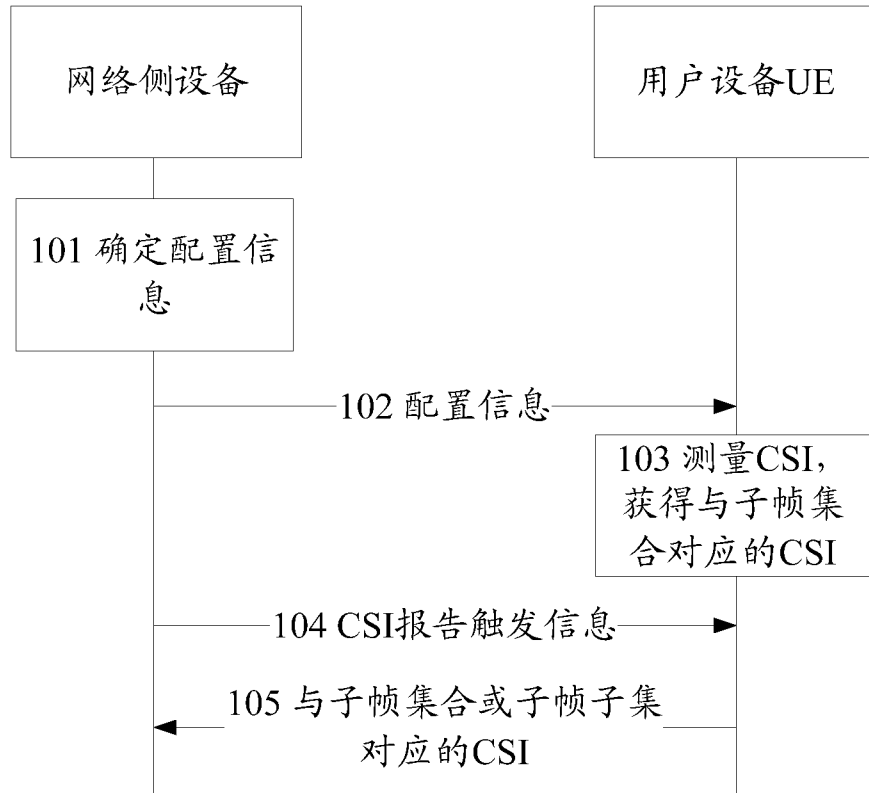 网络侧设备
用户设备UE
101 确定配置信
息
102 配置信息
103 测量CSI，
获得与子帧集
合对应的CSI
104 CSI报告触发信息
105 与子帧集合或子帧子集
对应的CSI